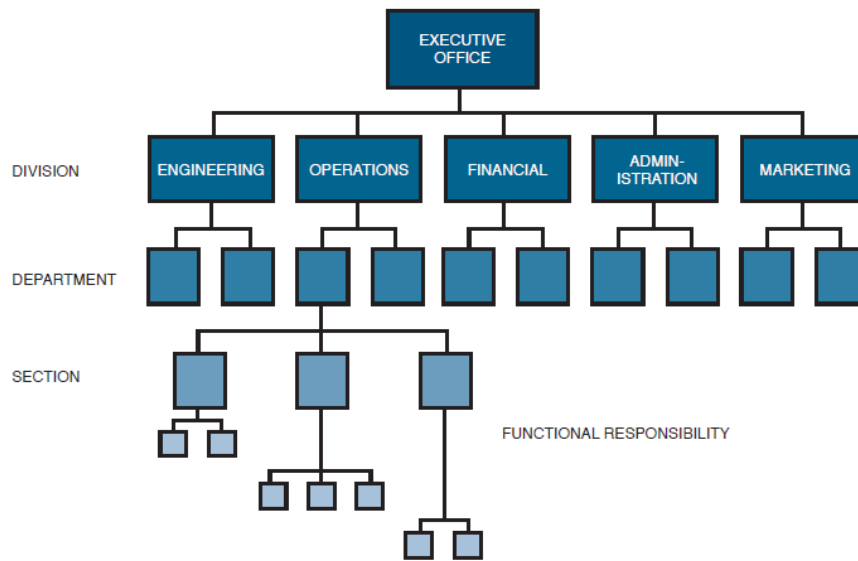 EXECUTIVE
OFFICE
DIVISION
ENGINEERING
OPERATIONS
FINANCIAL
ADMIN-
ISTRATION
MARKETING
DEPARTMENT
SECTION
FUNCTIONAL RESPONSIBILITY